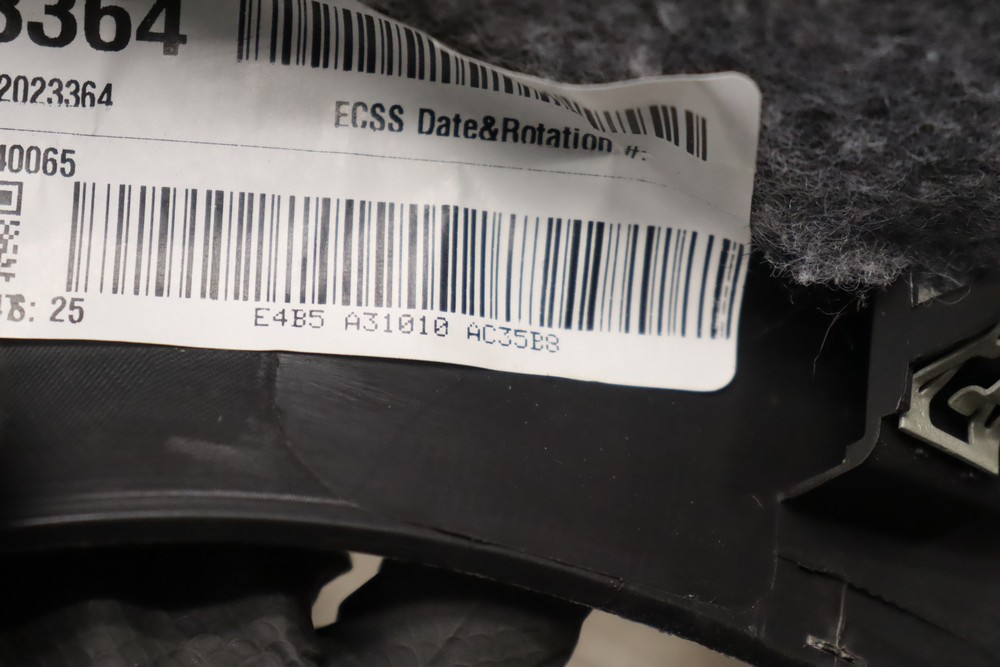 3364
2023364
ECSS Date&Rotation #:
40065
: 25
E4B5 A31010 AC35B8